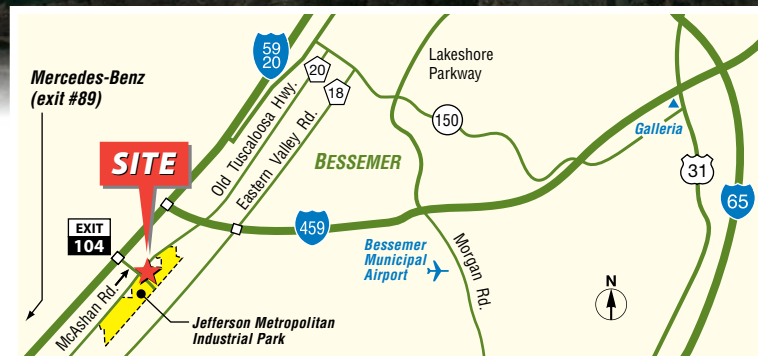 Mercedes-Benz
(exit #89)
59
20
20
18
Old Tuscaloosa Hwy.
Eastern Valley Rd.
Lakeshore
Parkway
150
Galleria
31
65
BESSEMER
SITE
EXIT
104
459
Bessemer
Municipal
Airport
Morgan Rd.
N
McAshan Rd.
Jefferson Metropolitan
Industrial Park